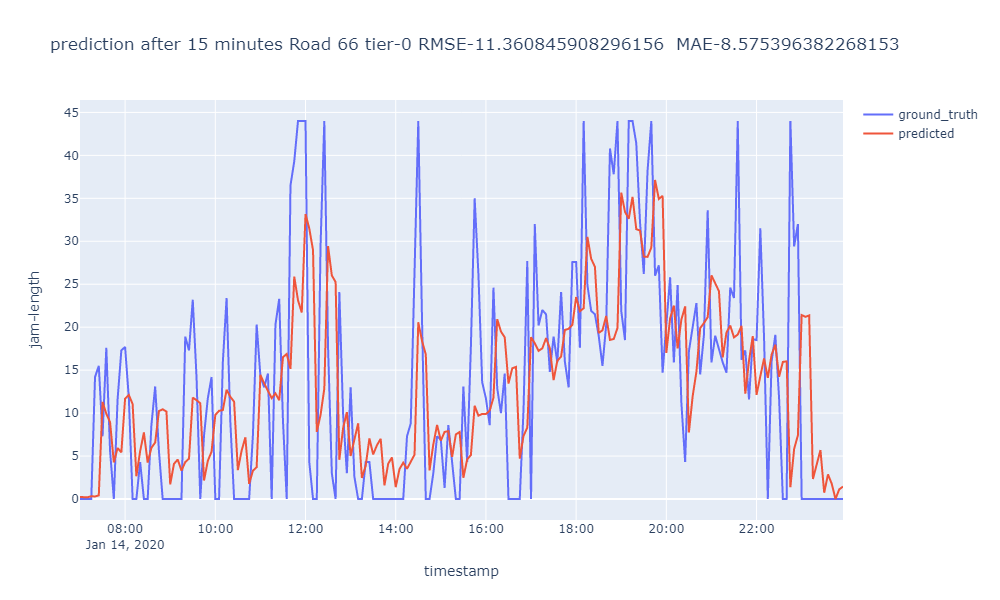 prediction after 15 minutes Road 66 tier-0 RMSE-11.360845908296156  MAE-8.575396382268153
ground_truth
predicted
jam-length
45
40
35
30
25
20
15
10
5
0
08:00 10:00 12:00 14:00 16:00 18:00 20:00 22:00
Jan 14, 2020
timestamp